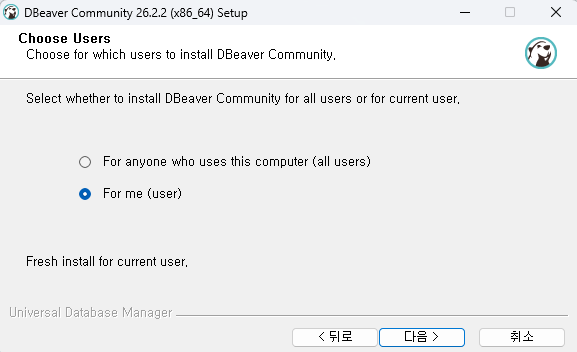 DBeaver Community 26.2.2 (x86_64) Setup
Choose Users
Choose for which users to install DBeaver Community.
Select whether to install DBeaver Community for all users or for current user.
For anyone who uses this computer (all users)
For me (user)
Fresh install for current user.
Universal Database Manager
< 뒤로
다음 >
취소